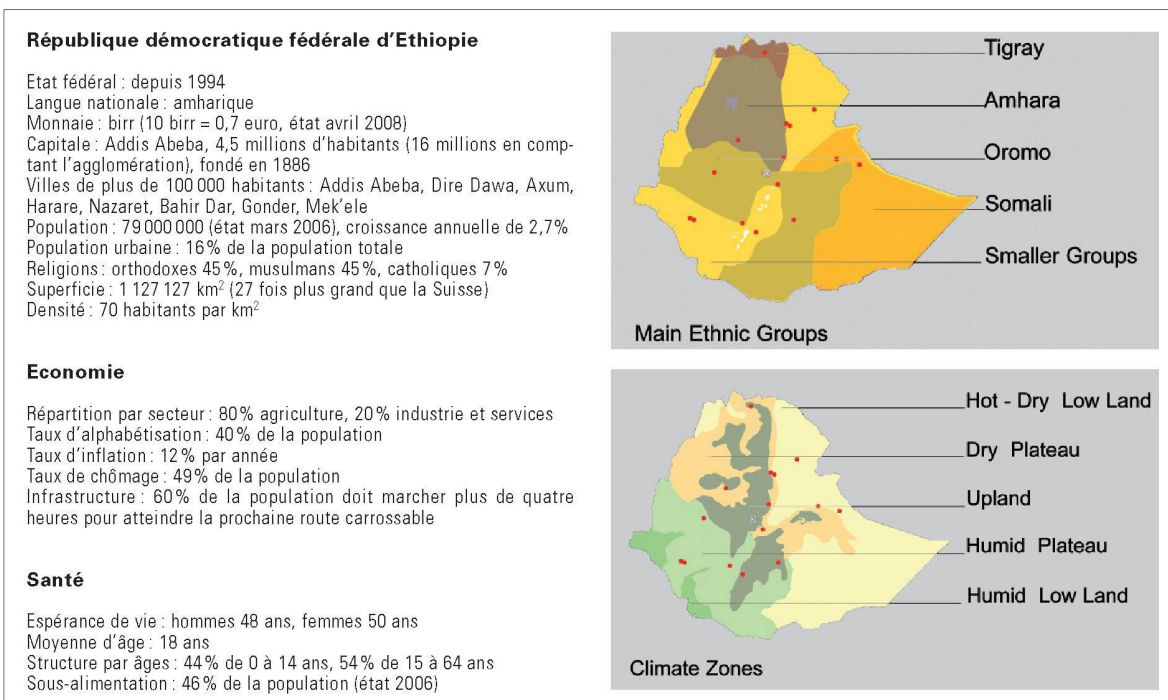 République démocratique fédérale d’Ethiopie
Etat fédéral : depuis 1994
Langue nationale : amharique
Monnaie : birr (10 birr = 0,7 euro, état avril 2008)
Capitale : Addis Abeba, 4,5 millions d’habitants (16 millions en comp-
tant l’agglomération), fondé en 1886
Villes de plus de 100 000 habitants : Addis Abeba, Dire Dawa, Axum,
Harare, Nazaret, Bahir Dar, Gonder, Mek’ele
Population : 79 000 000 (état mars 2006), croissance annuelle de 2,7%
Population urbaine : 16% de la population totale
Religions : orthodoxes 45%, musulmans 45%, catholiques 7%
Superficie : 1 127 127 km² (27 fois plus grand que la Suisse)
Densité : 70 habitants par km²
Economie
Répartition par secteur : 80% agriculture, 20% industrie et services
Taux d’alphabétisation : 40% de la population
Taux d’inflation : 12% par année
Taux de chômage : 49% de la population
Infrastructure : 60% de la population doit marcher plus de quatre
heures pour atteindre la prochaine route carrossable
Santé
Espérance de vie : hommes 48 ans, femmes 50 ans
Moyenne d’âge : 18 ans
Structure par âges : 44% de 0 à 14 ans, 54% de 15 à 64 ans
Sous-alimentation : 46% de la population (état 2006)
Tigray
Amhara
Oromo
Somali
Smaller Groups
Main Ethnic Groups
Hot - Dry Low Land
Dry Plateau
Upland
Humid Plateau
Humid Low Land
Climate Zones